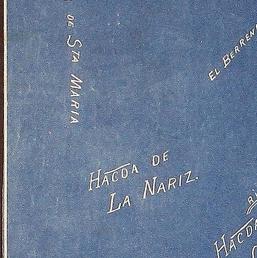 DE STA MARIA
EL BERREN
HACDA DE
LA NARIZ.
HACDA